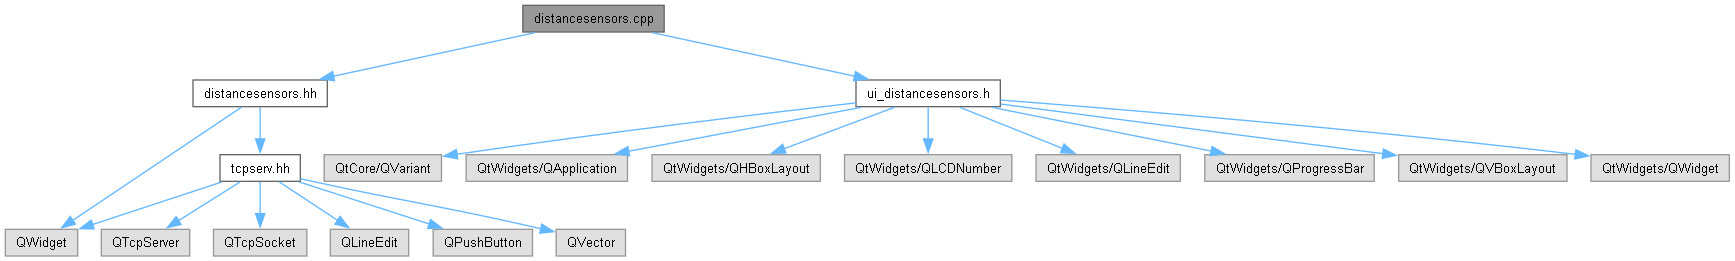 distancesensors.cpp
distancesensors.hh
ui_distancesensors.h
tcpserv.hh
QtCore/QVariant
QtWidgets/QApplication
QtWidgets/QHBoxLayout
QtWidgets/QLCDNumber
QtWidgets/QLineEdit
QtWidgets/QProgressBar
QtWidgets/QVBoxLayout
QtWidgets/QWidget
QWidget
QTcpServer
QTcpSocket
QLineEdit
QPushButton
QVector